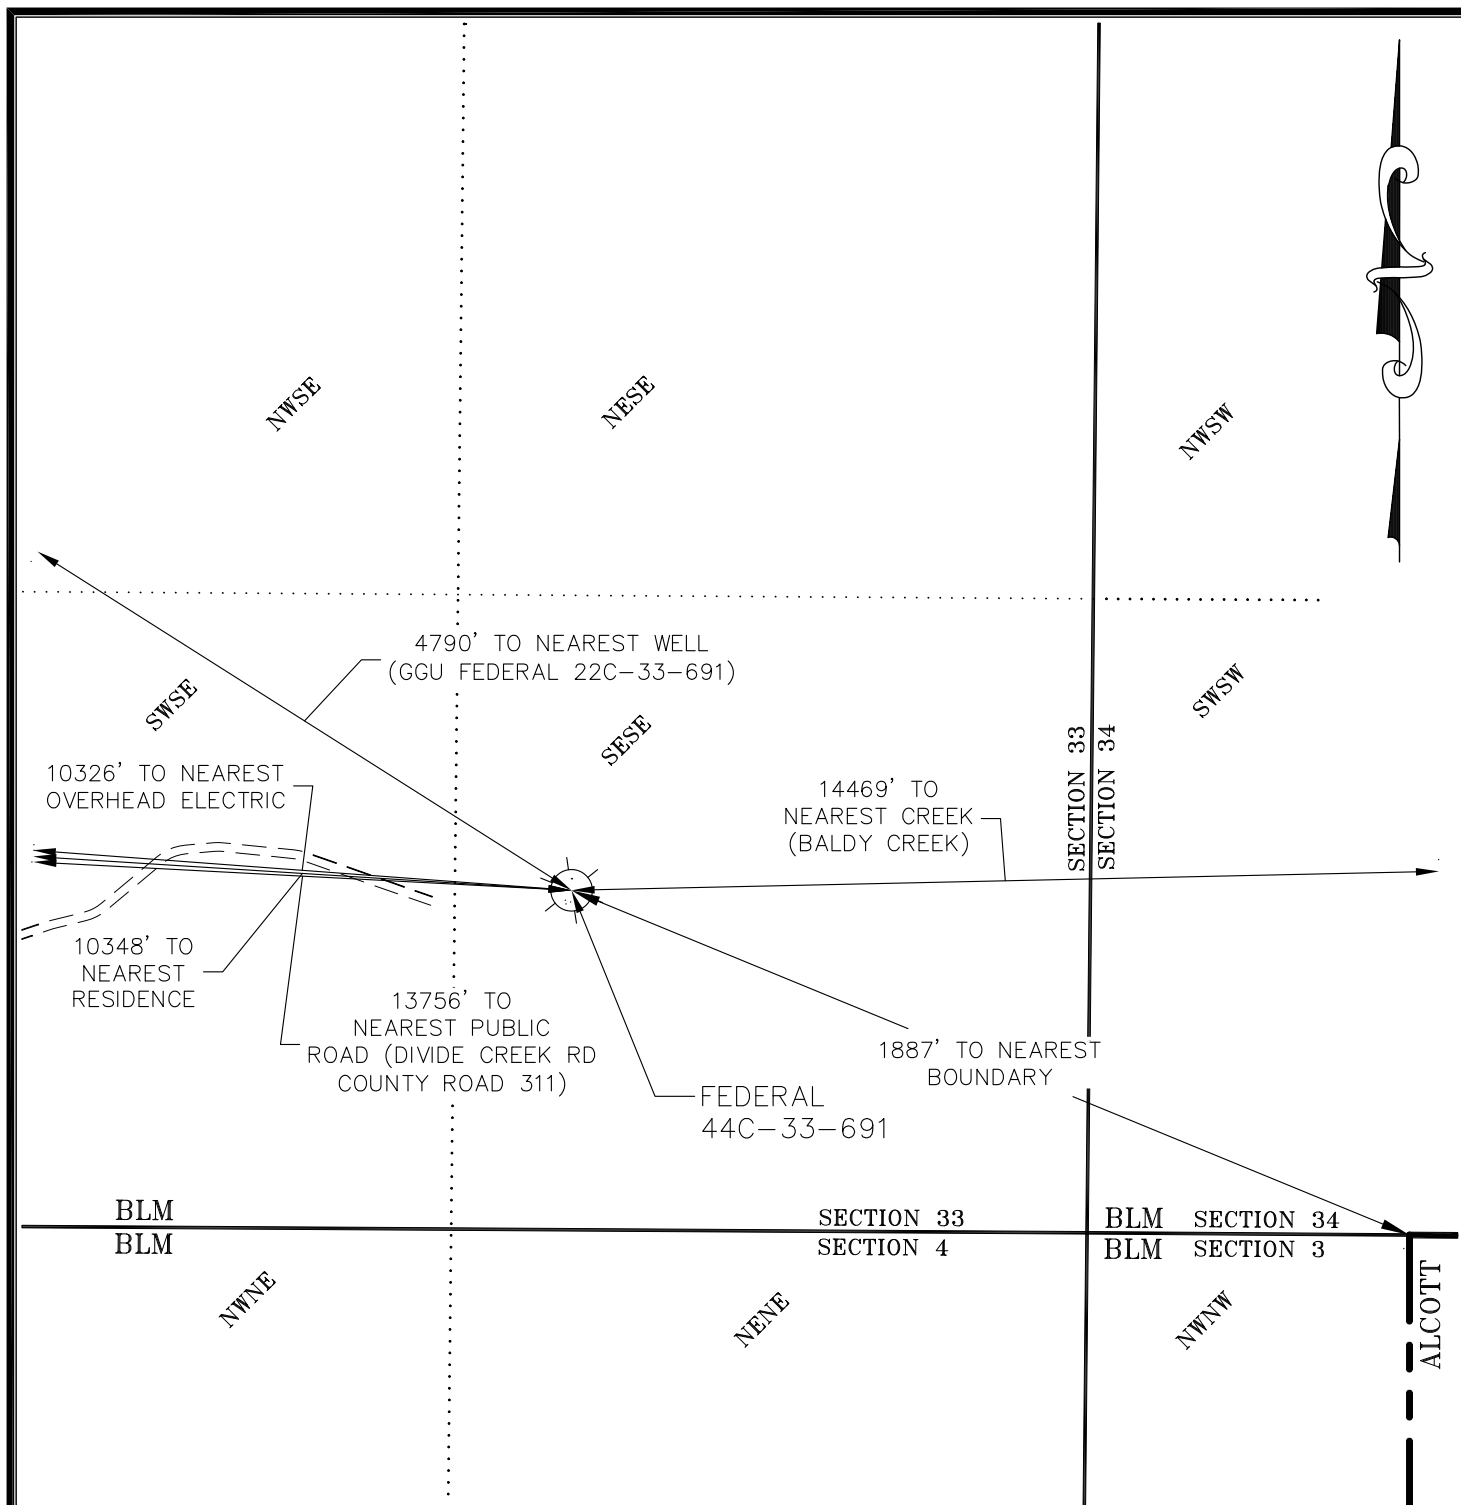 NWSE
NESE
NWSW
4790' TO NEAREST WELL
(GGU FEDERAL 22C-33-691)
SWSE
SESE
SWSW
SECTION 33
SECTION 34
10326' TO NEAREST
OVERHEAD ELECTRIC
14469' TO
NEAREST CREEK
(BALDY CREEK)
10348' TO
NEAREST
RESIDENCE
13756' TO
NEAREST PUBLIC
ROAD (DIVIDE CREEK RD
COUNTY ROAD 311)
1887' TO NEAREST
BOUNDARY
FEDERAL
44C-33-691
BLM
BLM
SECTION 33
SECTION 4
BLM SECTION 34
BLM SECTION 3
NWNE
NENE
NWNW
ALCOTT